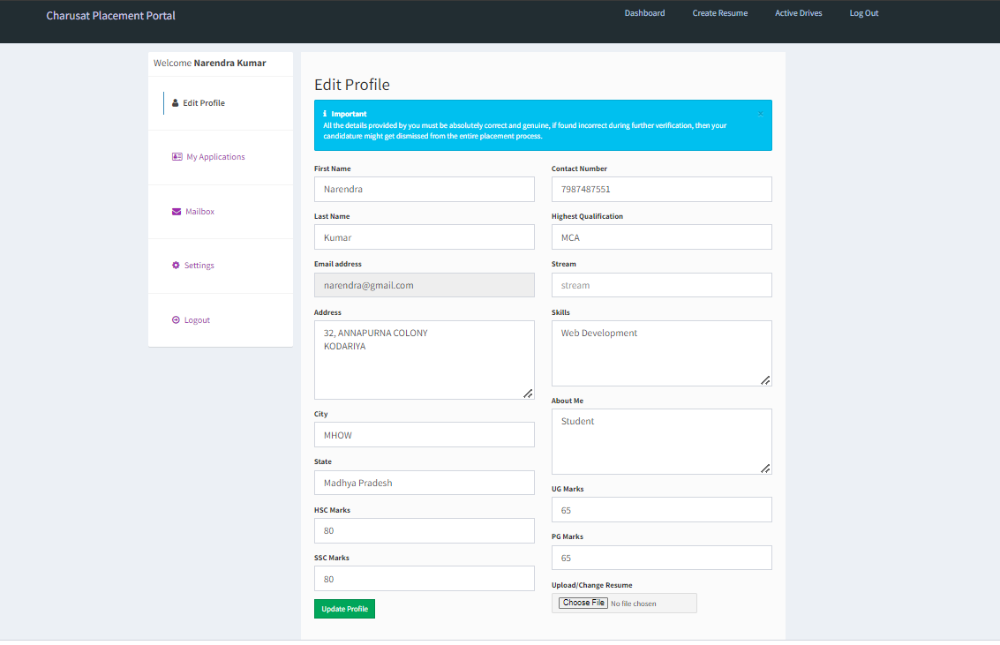 Charusat Placement Portal
Dashboard
Create Resume
Active Drives
Log Out
Welcome Narendra Kumar
Edit Profile
My Applications
Mailbox
Settings
Logout
Edit Profile
Important
×
All the details provided by you must be absolutely correct and genuine, if found incorrect during further verification, then your
candidature might get dismissed from the entire placement process.
First Name
Narendra
Last Name
Kumar
Email address
narendra@gmail.com
Address
32, ANNAPURNA COLONY
KODARIYA
City
MHOW
State
Madhya Pradesh
HSC Marks
80
SSC Marks
80
Update Profile
Contact Number
7987487551
Highest Qualification
MCA
Stream
stream
Skills
Web Development
About Me
Student
UG Marks
65
PG Marks
65
Upload/Change Resume
Choose File No file chosen